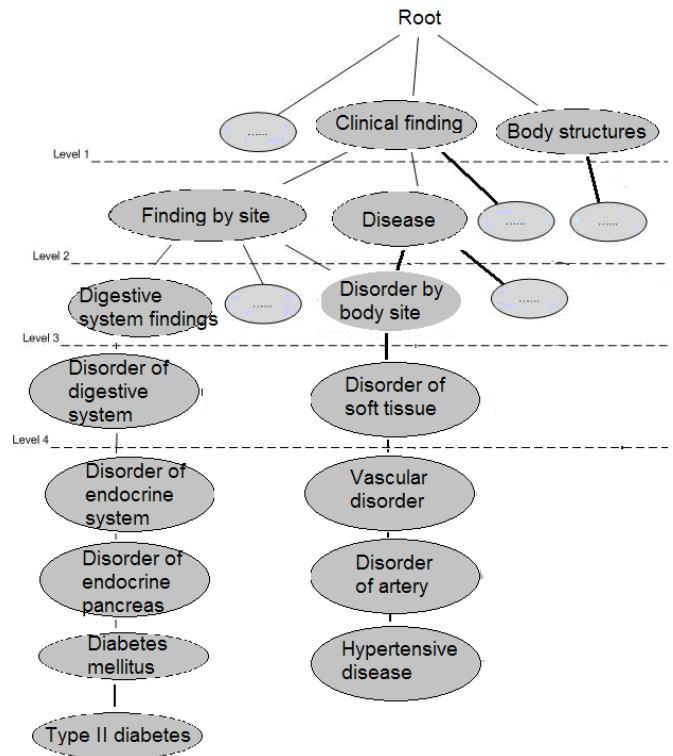 Root
......
Clinical finding
Body structures
Level 1
Finding by site
Disease
......
......
Level 2
Digestive
system findings
......
Disorder by
body site
......
Level 3
Disorder of
digestive
system
Disorder of
soft tissue
Level 4
Disorder of
endocrine
system
Vascular
disorder
Disorder of
endocrine
pancreas
Disorder
of artery
Diabetes
mellitus
Hypertensive
disease
Type II diabetes